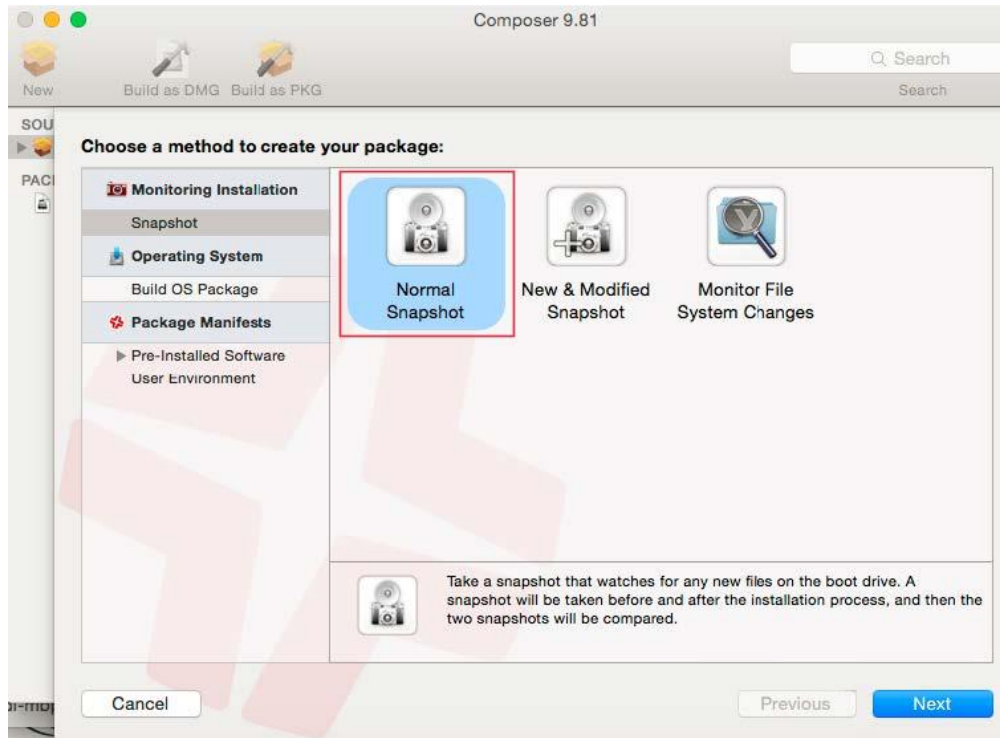 Composer 9.81
New
Build as DMG
Build as PKG
Search
Search
SOU
Choose a method to create your package:
PACI
Monitoring Installation
Snapshot
Operating System
Build OS Package
Package Manifests
Pre-Installed Software
User Environment
Normal
Snapshot
New & Modified
Snapshot
Monitor File
System Changes
Take a snapshot that watches for any new files on the boot drive. A
snapshot will be taken before and after the installation process, and then the
two snapshots will be compared.
Cancel
Previous
Next